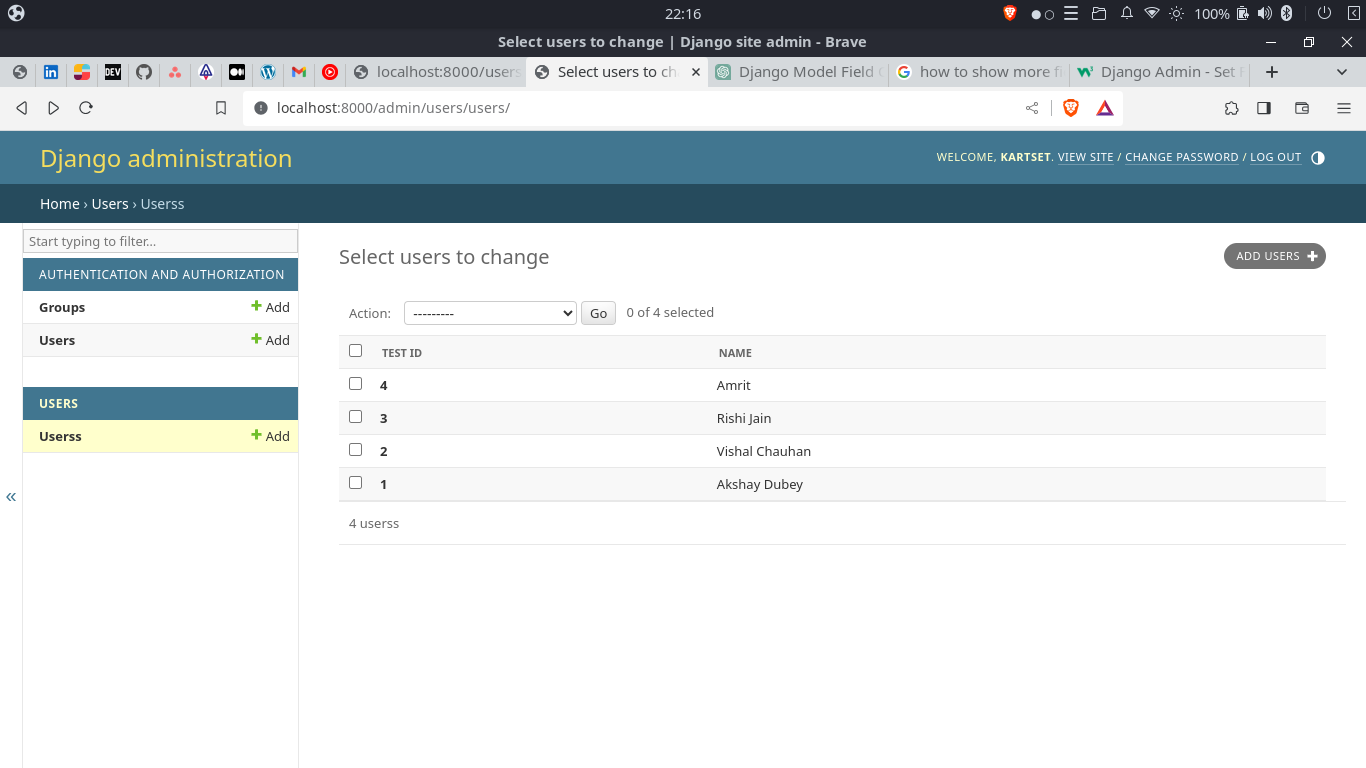 22:16
100%
Select users to change | Django site admin - Brave
localhost:8000/users
Select users to ch
Django Model Field
how to show more fi
Django Admin - Set
localhost:8000/admin/users/users/
Django administration
WELCOME, KARTSET. VIEW SITE / CHANGE PASSWORD / LOG OUT
Home › Users › Userss
Start typing to filter...
AUTHENTICATION AND AUTHORIZATION
Groups + Add
Users + Add
USERS
Userss + Add
«
Select users to change
ADD USERS +
Action: --------- Go 0 of 4 selected
TEST ID NAME
4 Amrit
3 Rishi Jain
2 Vishal Chauhan
1 Akshay Dubey
4 userss